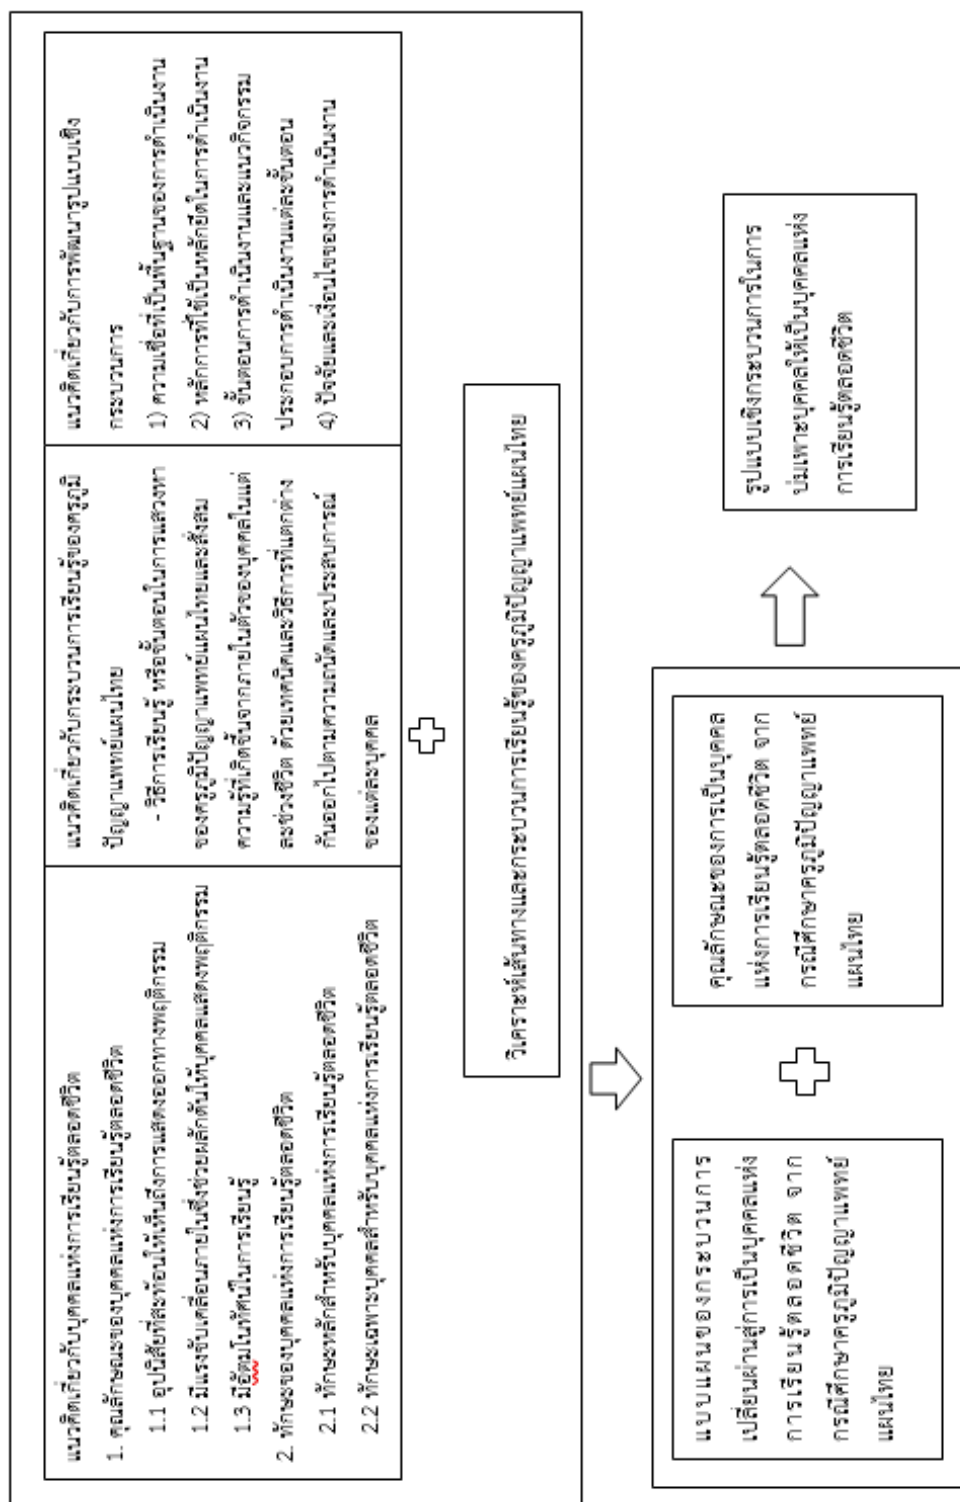 แนวคิดเกี่ยวกับบุคคลแห่งการเรียนรู้ตลอดชีวิต
1. คุณลักษณะของบุคคลแห่งการเรียนรู้ตลอดชีวิต
1.1 อุปนิสัยที่สะท้อนให้เห็นถึงการแสดงออกทางพฤติกรรม
1.2 มีแรงขับเคลื่อนภายในซึ่งช่วยผลักดันให้บุคคลแสดงพฤติกรรม
1.3 มีอัตมโนทัศน์ในการเรียนรู้
2. ทักษะของบุคคลแห่งการเรียนรู้ตลอดชีวิต
2.1 ทักษะหลักสำหรับบุคคลแห่งการเรียนรู้ตลอดชีวิต
2.2 ทักษะเฉพาะบุคคลสำหรับบุคคลแห่งการเรียนรู้ตลอดชีวิต
แนวคิดเกี่ยวกับกระบวนการเรียนรู้ของครูภูมิ
ปัญญาแพทย์แผนไทย
- วิธีการเรียนรู้ หรือขั้นตอนในการแสวงหา
ของครูภูมิปัญญาแพทย์แผนไทยและสั่งสม
ความรู้ที่เกิดขึ้นจากภายในตัวของบุคคลในแต่
ละช่วงชีวิต ด้วยเทคนิคและวิธีการที่แตกต่าง
กันออกไปตามความถนัดและประสบการณ์
ของแต่ละบุคคล
แนวคิดเกี่ยวกับการพัฒนารูปแบบเชิง
กระบวนการ
1) ความเชื่อที่เป็นพื้นฐานของการดำเนินงาน
2) หลักการที่ใช้เป็นหลักยึดในการดำเนินงาน
3) ขั้นตอนการดำเนินงานและแนวกิจกรรม
ประกอบการดำเนินงานแต่ละขั้นตอน
4) ปัจจัยและเงื่อนไขของการดำเนินงาน
วิเคราะห์เส้นทางและกระบวนการเรียนรู้ของครูภูมิปัญญาแพทย์แผนไทย
แบบแผนของกระบวนการ
เปลี่ยนผ่านสู่การเป็นบุคคลแห่ง
การเรียนรู้ตลอดชีวิต จาก
กรณีศึกษาครูภูมิปัญญาแพทย์
แผนไทย
คุณลักษณะของการเป็นบุคคล
แห่งการเรียนรู้ตลอดชีวิต จาก
กรณีศึกษาครูภูมิปัญญาแพทย์
แผนไทย
รูปแบบเชิงกระบวนการในการ
บ่มเพาะบุคคลให้เป็นบุคคลแห่ง
การเรียนรู้ตลอดชีวิต